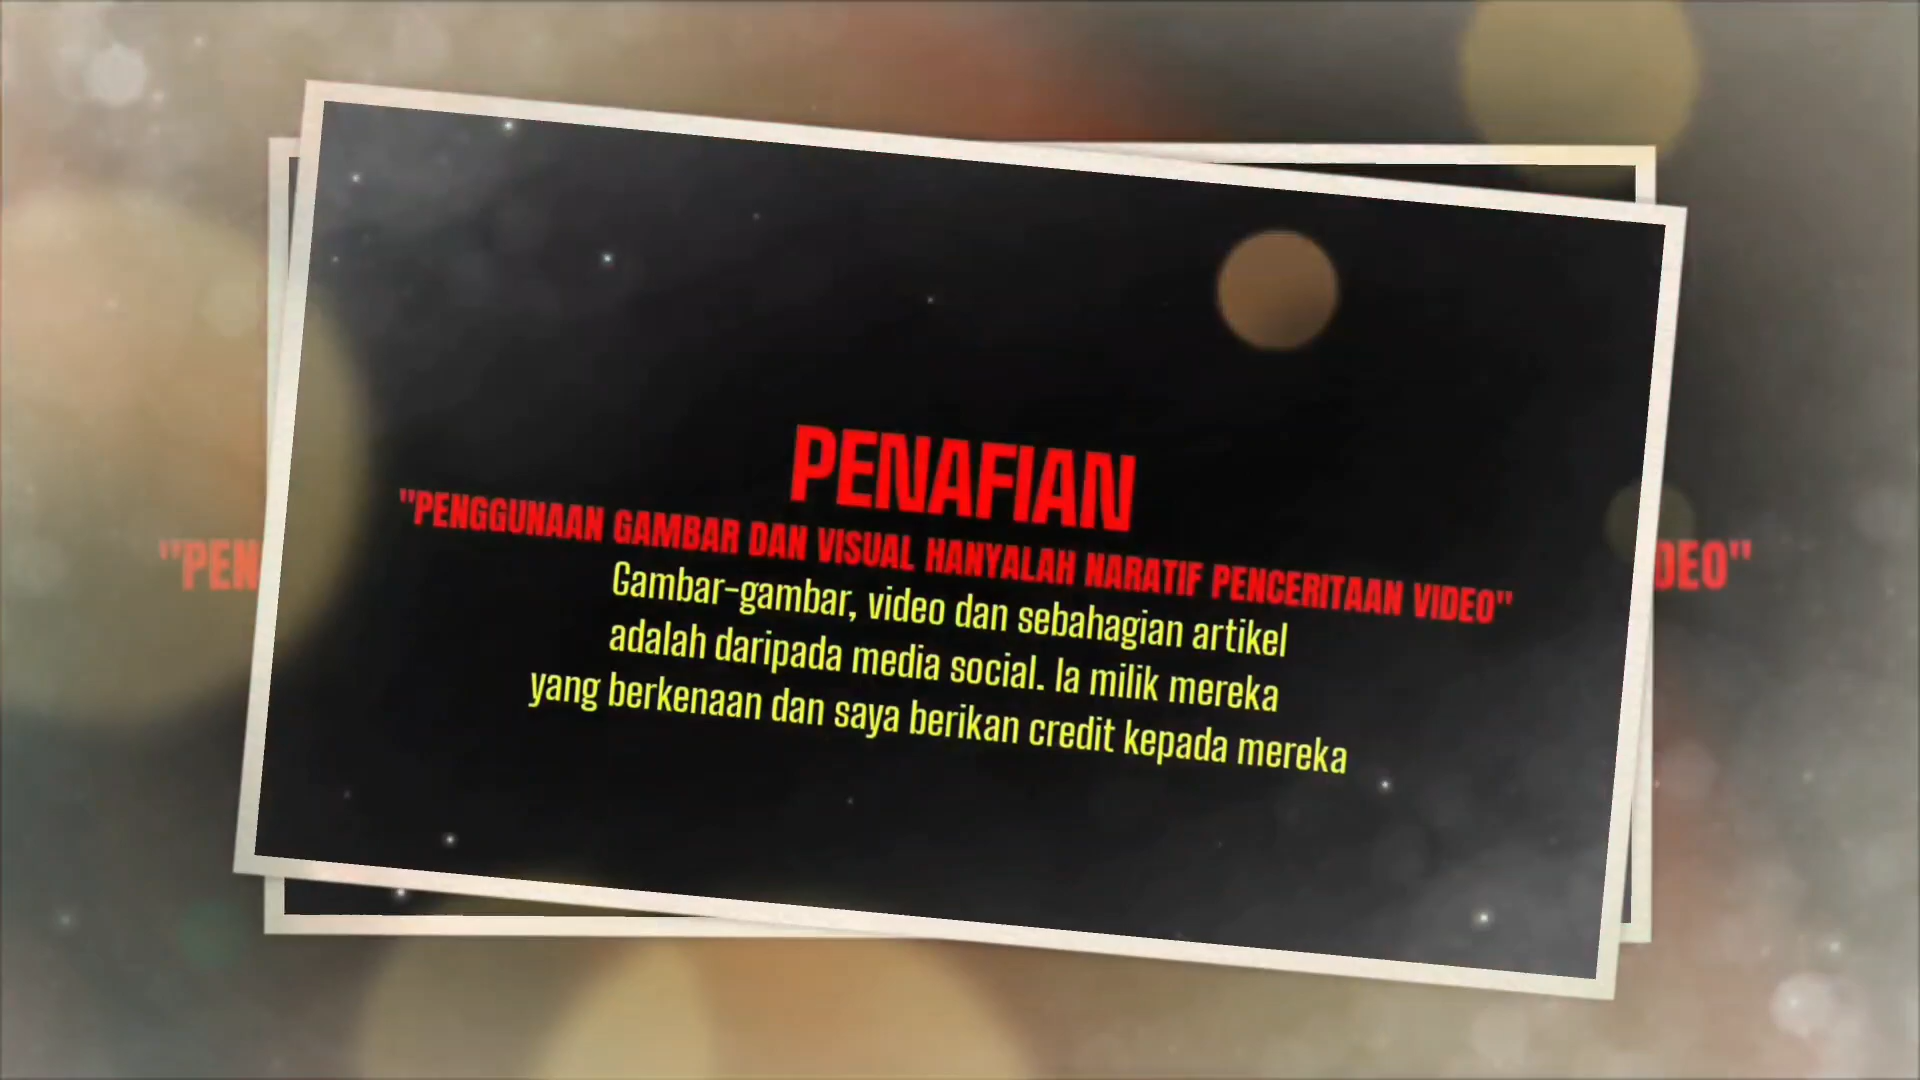 PENAFIAN
"PENGGUNAAN GAMBAR DAN VISUAL HANYALAH NARATIF PENCERITAAN VIDEO"
Gambar-gambar, video dan sebahagian artikel
adalah daripada media social. Ia milik mereka
yang berkenaan dan saya berikan credit kepada mereka